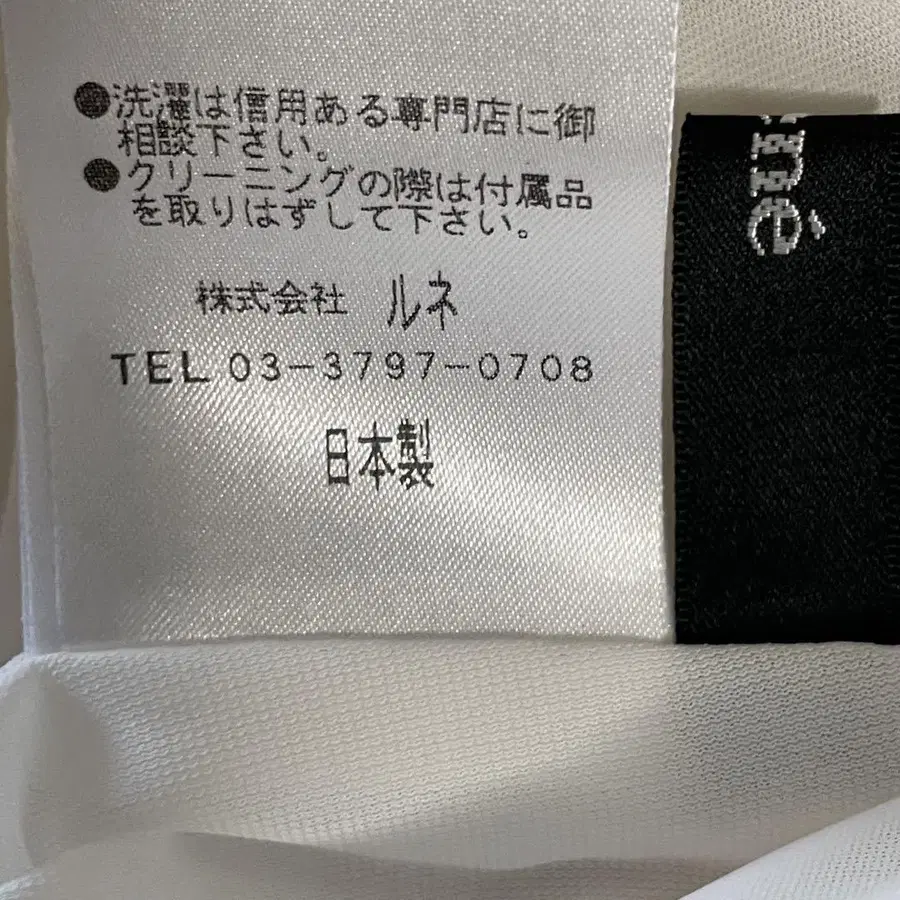 ●洗濯は信用ある専門店に御
相談下さい。
●クリーニングの際は付属品
を取りはずして下さい。
株式会社 ルネ
TEL 03-3797-0708
日本製